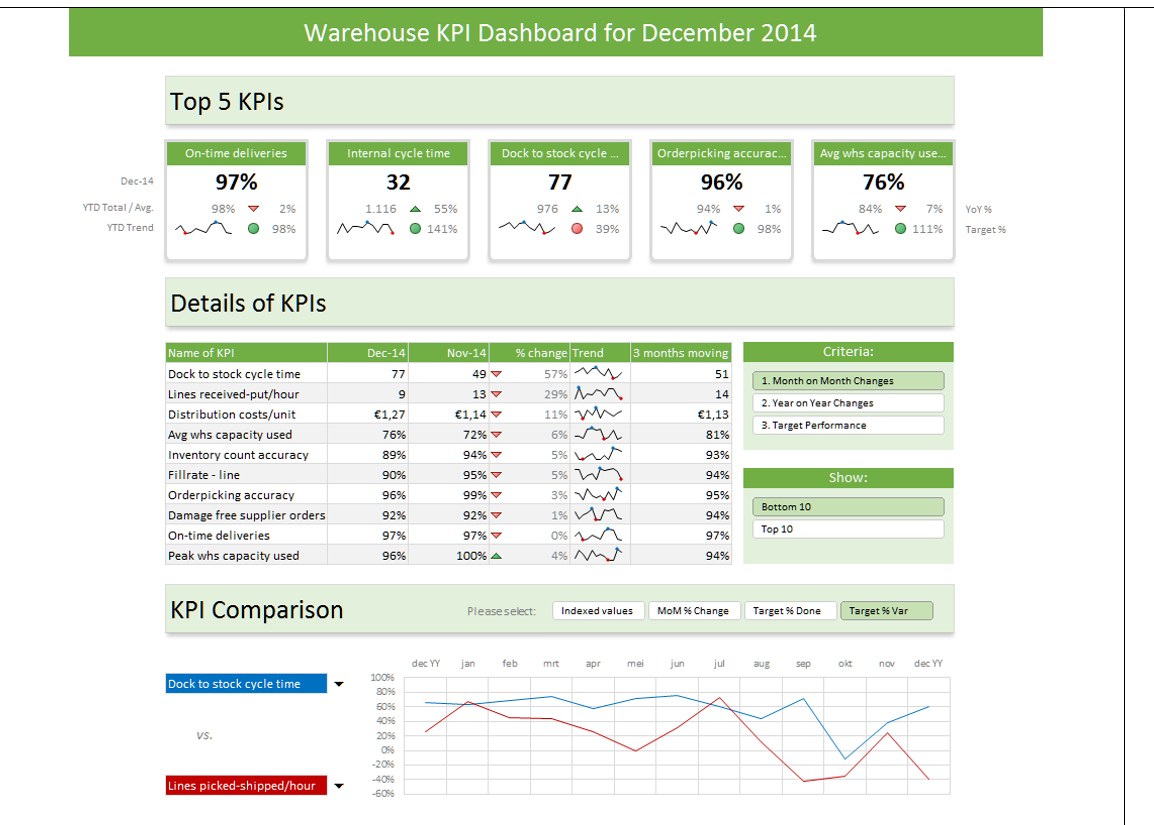 Warehouse KPI Dashboard for December 2014
Top 5 KPIs
On-time deliveries Internal cycle time Dock to stock cycle ... Orderpicking accurac... Avg whs capacity use...
Dec-14 97% 32 77 96% 76%
YTD Total / Avg. 98% 2% 1.116 55% 976 13% 94% 1% 84% 7% YoY %
YTD Trend 98% 141% 39% 98% 111% Target %
Details of KPIs
Name of KPI Dec-14 Nov-14 % change Trend 3 months moving
Dock to stock cycle time 77 49 57% 51
Lines received-put/hour 9 13 29% 14
Distribution costs/unit €1,27 €1,14 11% €1,13
Avg whs capacity used 76% 72% 6% 81%
Inventory count accuracy 89% 94% 5% 93%
Fillrate - line 90% 95% 5% 94%
Orderpicking accuracy 96% 99% 3% 95%
Damage free supplier orders 92% 92% 1% 94%
On-time deliveries 97% 97% 0% 97%
Peak whs capacity used 96% 100% 4% 94%
Criteria:
1. Month on Month Changes
2. Year on Year Changes
3. Target Performance
Show:
Bottom 10
Top 10
KPI Comparison Please select: Indexed values MoM % Change Target % Done Target % Var
dec YY jan feb mrt apr mei jun jul aug sep okt nov dec YY
Dock to stock cycle time
vs.
Lines picked-shipped/hour
100%
80%
60%
40%
20%
0%
-20%
-40%
-60%